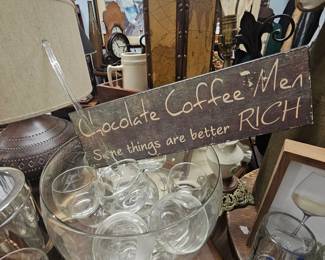 Chocolate Coffee Men
Some things are better RICH